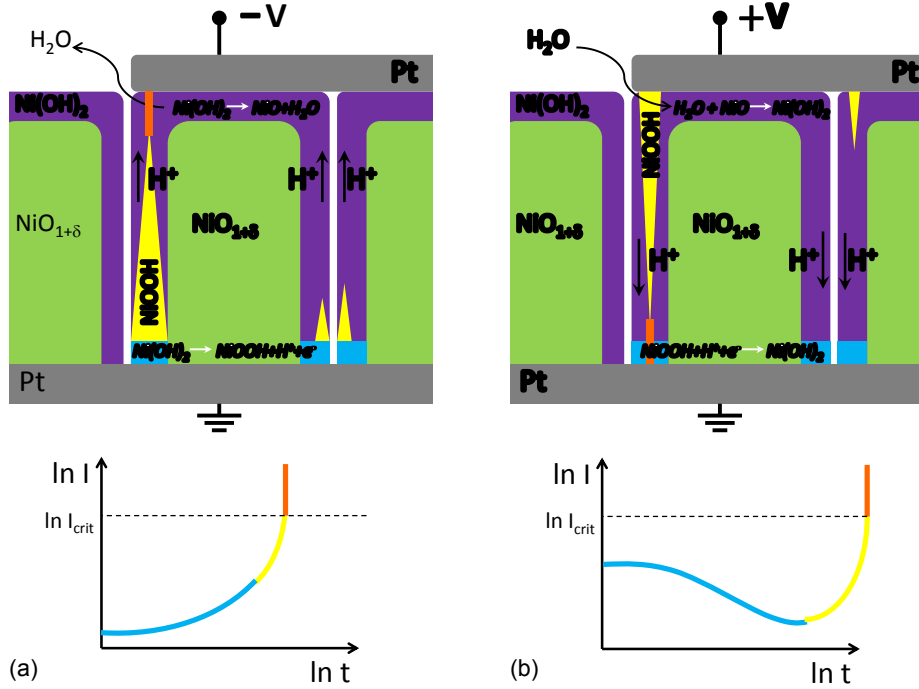 −V
H₂O
Pt
Ni(OH)₂
Ni(OH)₂ → NiO+H₂O
H⁺
H⁺
NiO₁₊δ
NiO₁₊δ
NiOOH
Ni(OH)₂ → NiOOH+H⁺+e⁻
Pt
ln I
ln I_crit
ln t
(a)
+V
H₂O
Pt
Ni(OH)₂
H₂O + NiO → Ni(OH)₂
NiOOH
NiO₁₊δ
NiO₁₊δ
H⁺
H⁺
H⁺
NiOOH+H⁺+e⁻ → Ni(OH)₂
Pt
ln I
ln I_crit
ln t
(b)